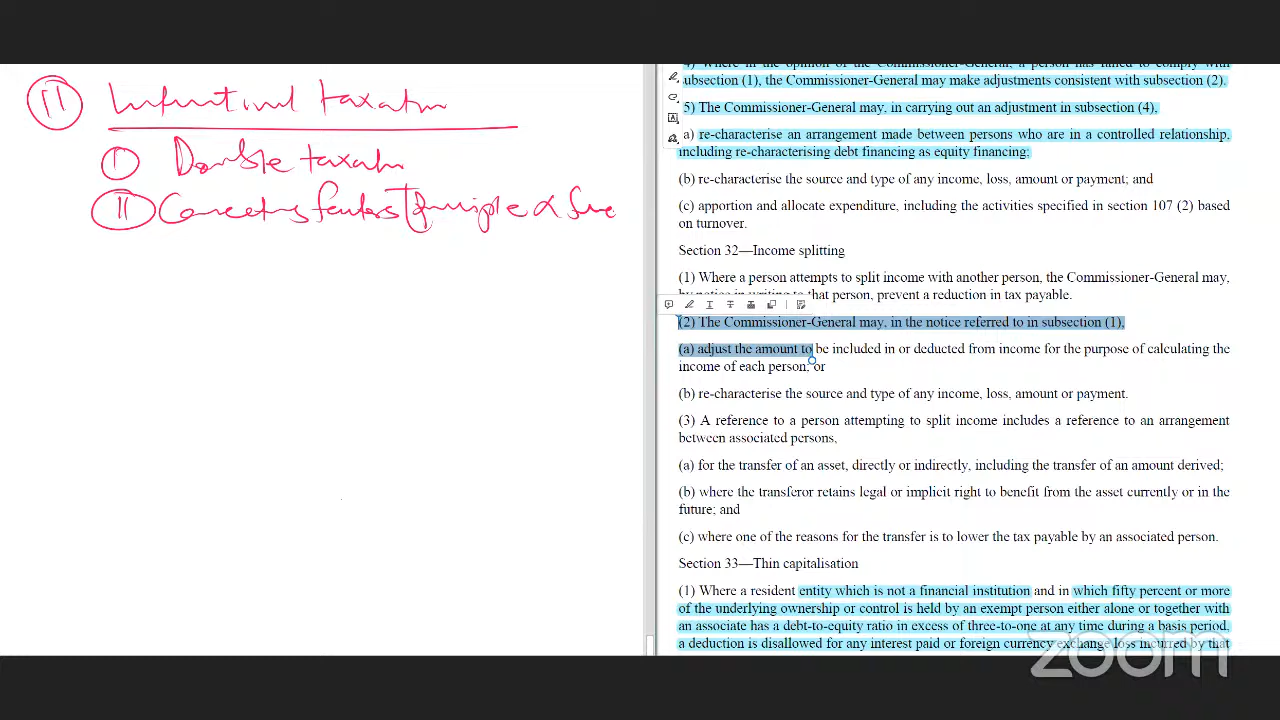 II International taxatn
I Double taxatn
II Connecting factors
4) Where in the opinion of the Commissioner-General, a person has failed to comply with
subsection (1), the Commissioner-General may make adjustments consistent with subsection (2).
5) The Commissioner-General may, in carrying out an adjustment in subsection (4),
a) re-characterise an arrangement made between persons who are in a controlled relationship,
including re-characterising debt financing as equity financing;
(b) re-characterise the source and type of any income, loss, amount or payment; and
(c) apportion and allocate expenditure, including the activities specified in section 107 (2) based
on turnover.
Section 32—Income splitting
(1) Where a person attempts to split income with another person, the Commissioner-General may,
by notice in writing to that person, prevent a reduction in tax payable.
(2) The Commissioner-General may, in the notice referred to in subsection (1),
(a) adjust the amount to be included in or deducted from income for the purpose of calculating the
income of each person; or
(b) re-characterise the source and type of any income, loss, amount or payment.
(3) A reference to a person attempting to split income includes a reference to an arrangement
between associated persons,
(a) for the transfer of an asset, directly or indirectly, including the transfer of an amount derived;
(b) where the transferor retains legal or implicit right to benefit from the asset currently or in the
future; and
(c) where one of the reasons for the transfer is to lower the tax payable by an associated person.
Section 33—Thin capitalisation
(1) Where a resident entity which is not a financial institution and in which fifty percent or more
of the underlying ownership or control is held by an exempt person either alone or together with
an associate has a debt-to-equity ratio in excess of three-to-one at any time during a basis period,
a deduction is disallowed for any interest paid or foreign currency exchange loss incurred by that
zoom